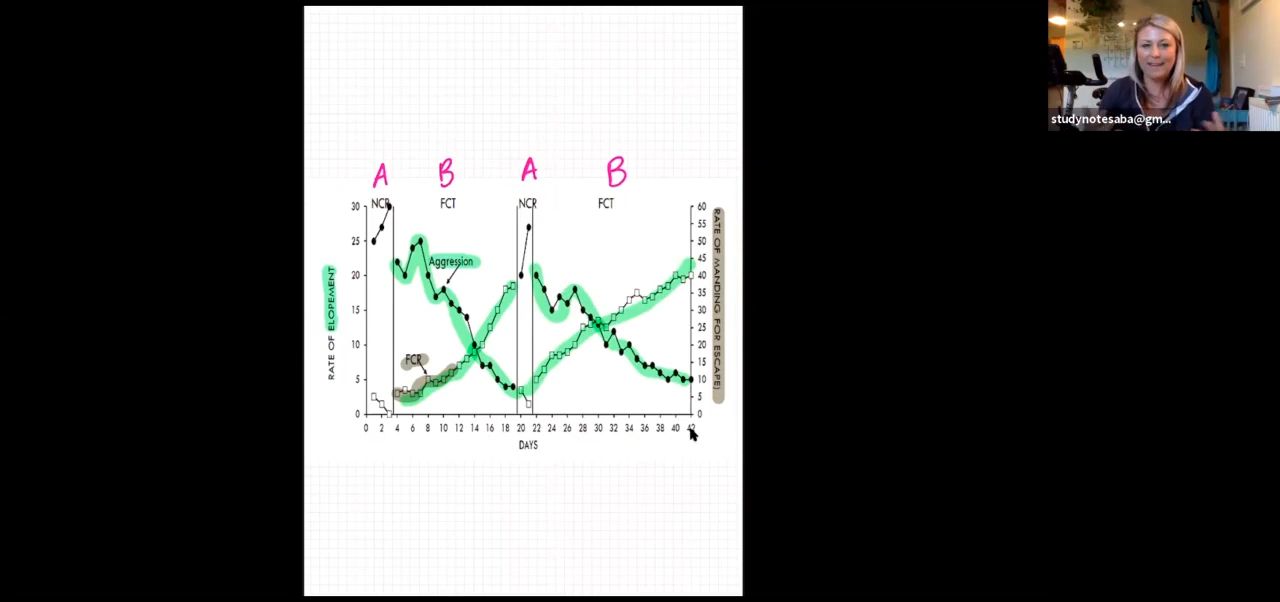 studynotesaba@gm...
A B A B
NCR FCT NCR FCT
30 25 20 15 10 5 0
RATE OF ELOPEMENT
Aggression
FCR
60 55 50 45 40 35 30 25 20 15 10 5 0
RATE OF MANDING FOR ESCAPE)
0 2 4 6 8 10 12 14 16 18 20 22 24 26 28 30 32 34 36 38 40 42
DAYS